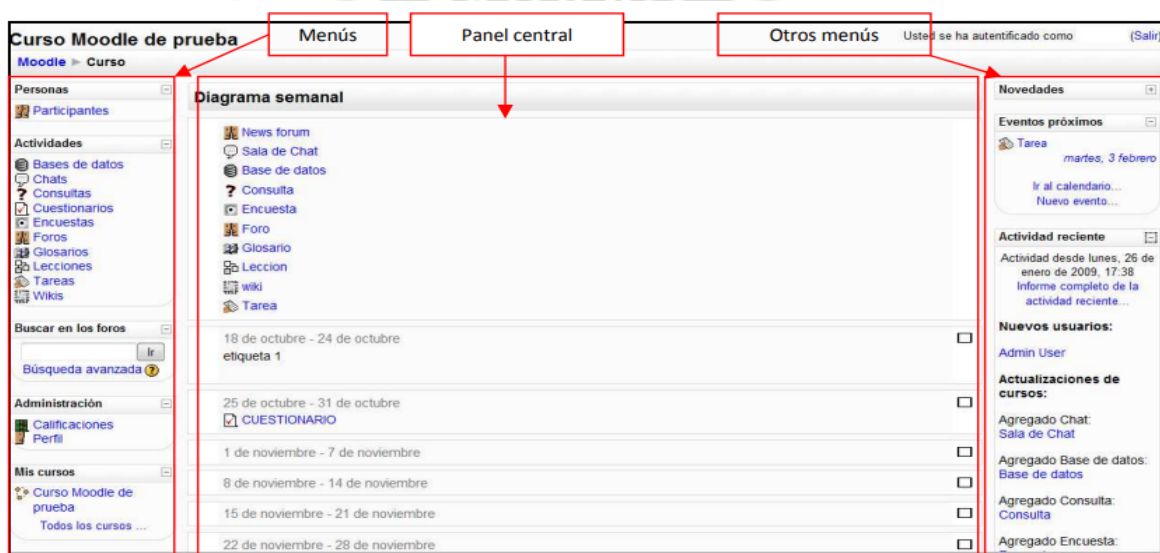 Menús
Panel central
Otros menús
Curso Moodle de prueba
Usted se ha autentificado como (Salir)
Moodle ► Curso
Personas
Participantes
Actividades
Bases de datos
Chats
Consultas
Cuestionarios
Encuestas
Foros
Glosarios
Lecciones
Tareas
Wikis
Buscar en los foros
Ir
Búsqueda avanzada
Administración
Calificaciones
Perfil
Mis cursos
Curso Moodle de
prueba
Todos los cursos ...
Diagrama semanal
News forum
Sala de Chat
Base de datos
Consulta
Encuesta
Foro
Glosario
Leccion
wiki
Tarea
18 de octubre - 24 de octubre
etiqueta 1
25 de octubre - 31 de octubre
CUESTIONARIO
1 de noviembre - 7 de noviembre
8 de noviembre - 14 de noviembre
15 de noviembre - 21 de noviembre
22 de noviembre - 28 de noviembre
Novedades
Eventos próximos
Tarea
martes, 3 febrero
Ir al calendario...
Nuevo evento...
Actividad reciente
Actividad desde lunes, 26 de
enero de 2009, 17:38
Informe completo de la
actividad reciente...
Nuevos usuarios:
Admin User
Actualizaciones de
cursos:
Agregado Chat:
Sala de Chat
Agregado Base de datos:
Base de datos
Agregado Consulta:
Consulta
Agregado Encuesta: